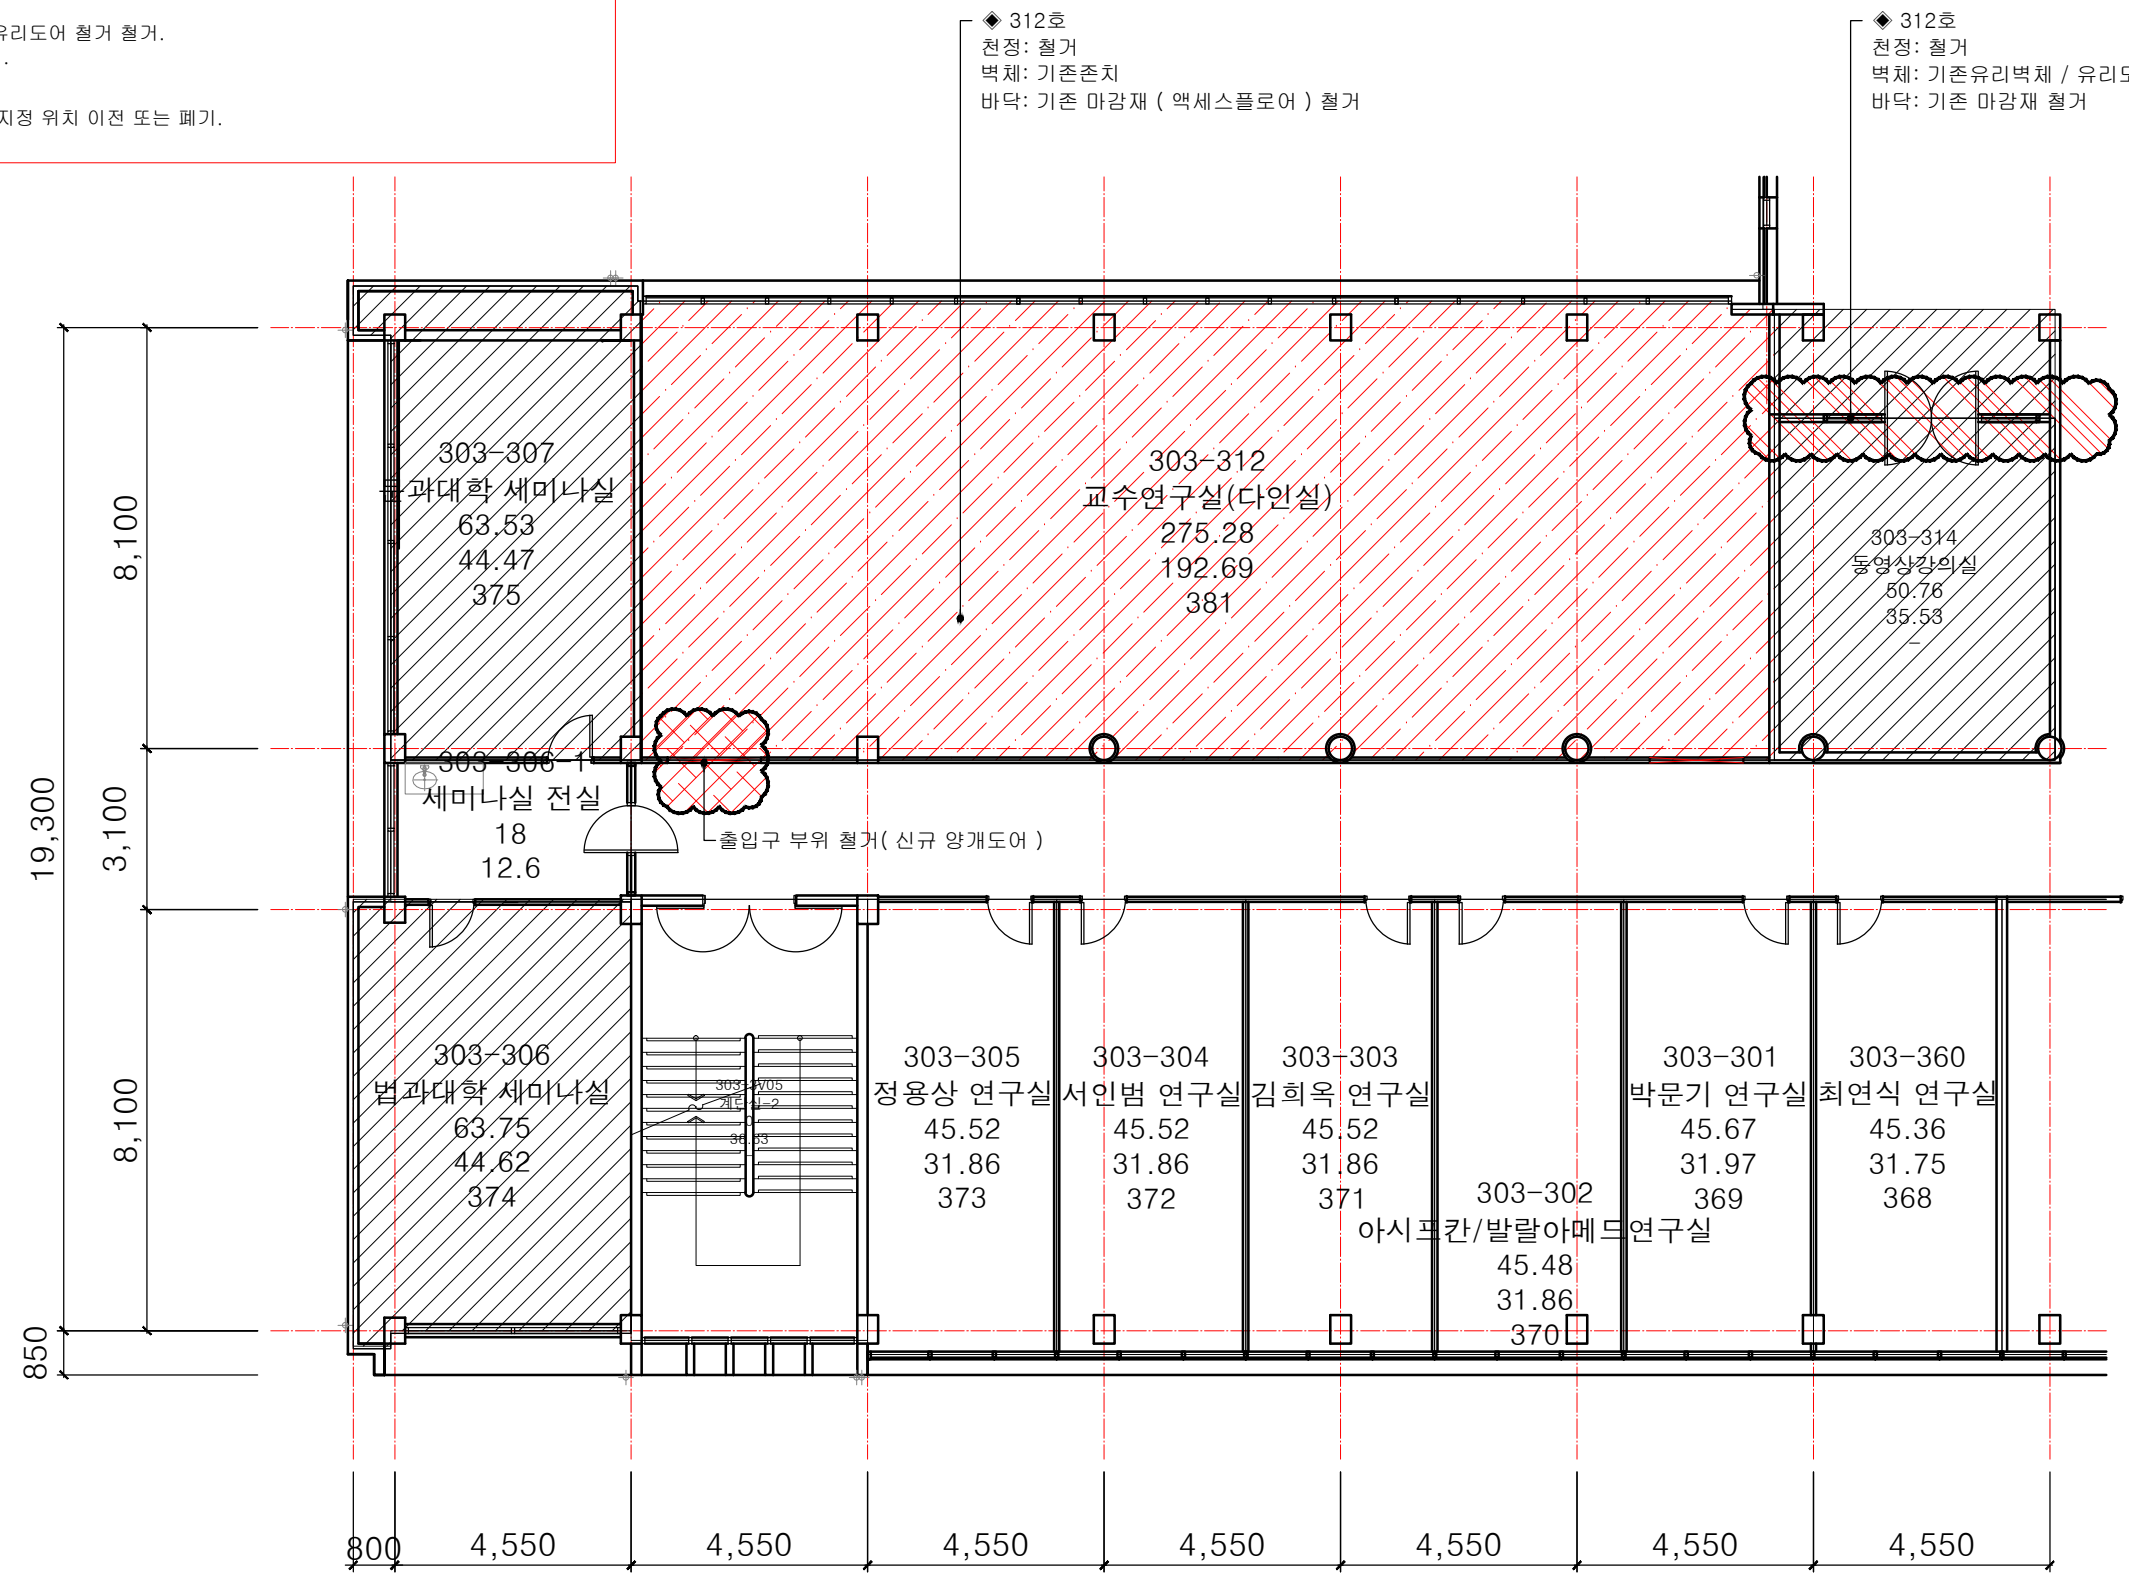 유리도어 철거 철거.
지정 위치 이전 또는 폐기.
◈ 312호
천정: 철거
벽체: 기존존치
바닥: 기존 마감재 ( 액세스플로어 ) 철거
◈ 312호
천정: 철거
벽체: 기존유리벽체 / 유리도
바닥: 기존 마감재 철거
303-307
과대학 세미나실
63.53
44.47
375
303-312
교수연구실(다인실)
275.28
192.69
381
303-314
동영상강의실
50.76
35.53
-
303-306-1
세미나실 전실
18
12.6
출입구 부위 철거( 신규 양개도어 )
303-306
법과대학 세미나실
63.75
44.62
374
계단실-2
303-305
정용상 연구실
45.52
31.86
373
303-304
서인범 연구실
45.52
31.86
372
303-303
김희옥 연구실
45.52
31.86
371
303-302
아시프칸/발랄아메드연구실
45.48
31.86
370
303-301
박문기 연구실
45.67
31.97
369
303-360
최연식 연구실
45.36
31.75
368
19,300
8,100
3,100
8,100
850
800
4,550
4,550
4,550
4,550
4,550
4,550
4,550